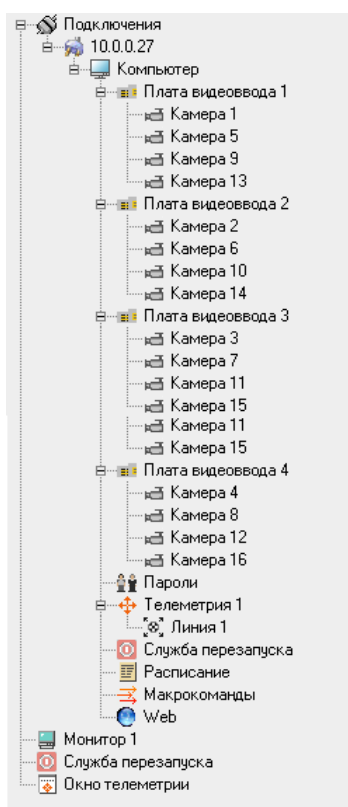 Подключения
10.0.0.27
Компьютер
Плата видеоввода 1
Камера 1
Камера 5
Камера 9
Камера 13
Плата видеоввода 2
Камера 2
Камера 6
Камера 10
Камера 14
Плата видеоввода 3
Камера 3
Камера 7
Камера 11
Камера 15
Камера 11
Камера 15
Плата видеоввода 4
Камера 4
Камера 8
Камера 12
Камера 16
Пароли
Телеметрия 1
Линия 1
Служба перезапуска
Расписание
Макрокоманды
Web
Монитор 1
Служба перезапуска
Окно телеметрии